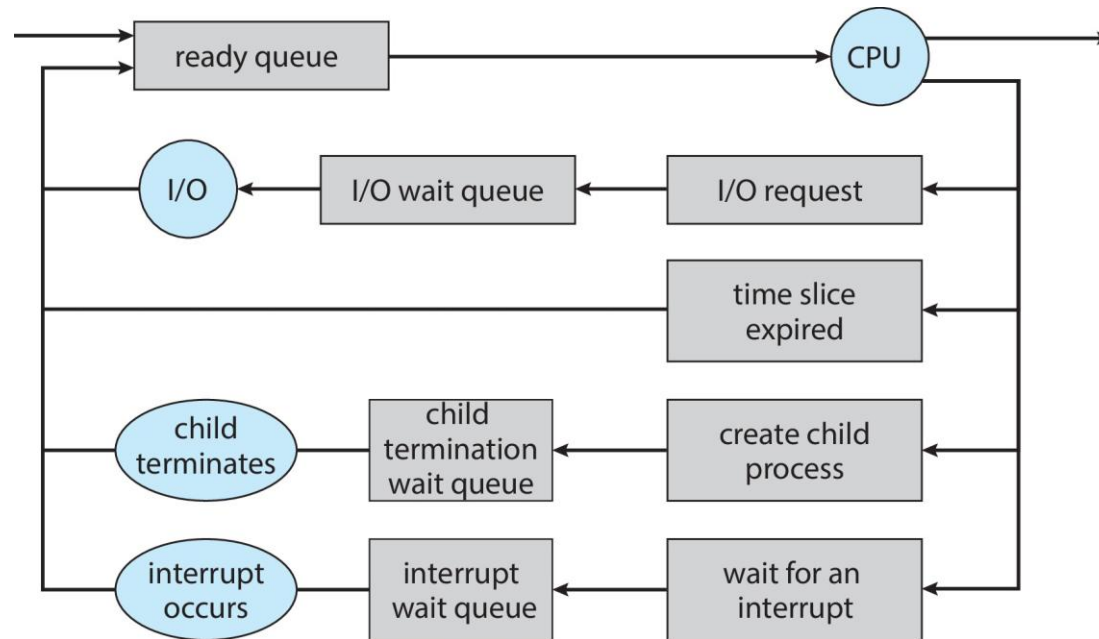 ready queue
CPU
I/O
I/O wait queue
I/O request
time slice
expired
child
terminates
child
termination
wait queue
create child
process
interrupt
occurs
interrupt
wait queue
wait for an
interrupt